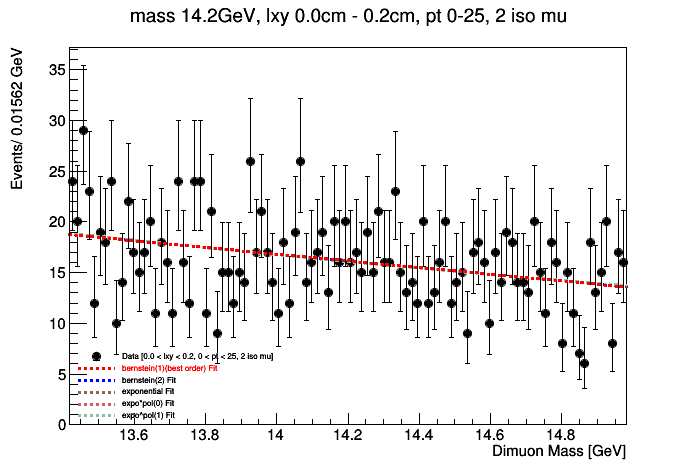 mass 14.2GeV, lxy 0.0cm - 0.2cm, pt 0-25, 2 iso mu
Events/ 0.01562 GeV
35
30
25
20
15
10
5
0
Data [0.0 < lxy < 0.2, 0 < pt < 25, 2 iso mu]
bernstein(1)(best order) Fit
bernstein(2) Fit
exponential Fit
expo*pol(0) Fit
expo*pol(1) Fit
13.6 13.8 14 14.2 14.4 14.6 14.8
Dimuon Mass [GeV]